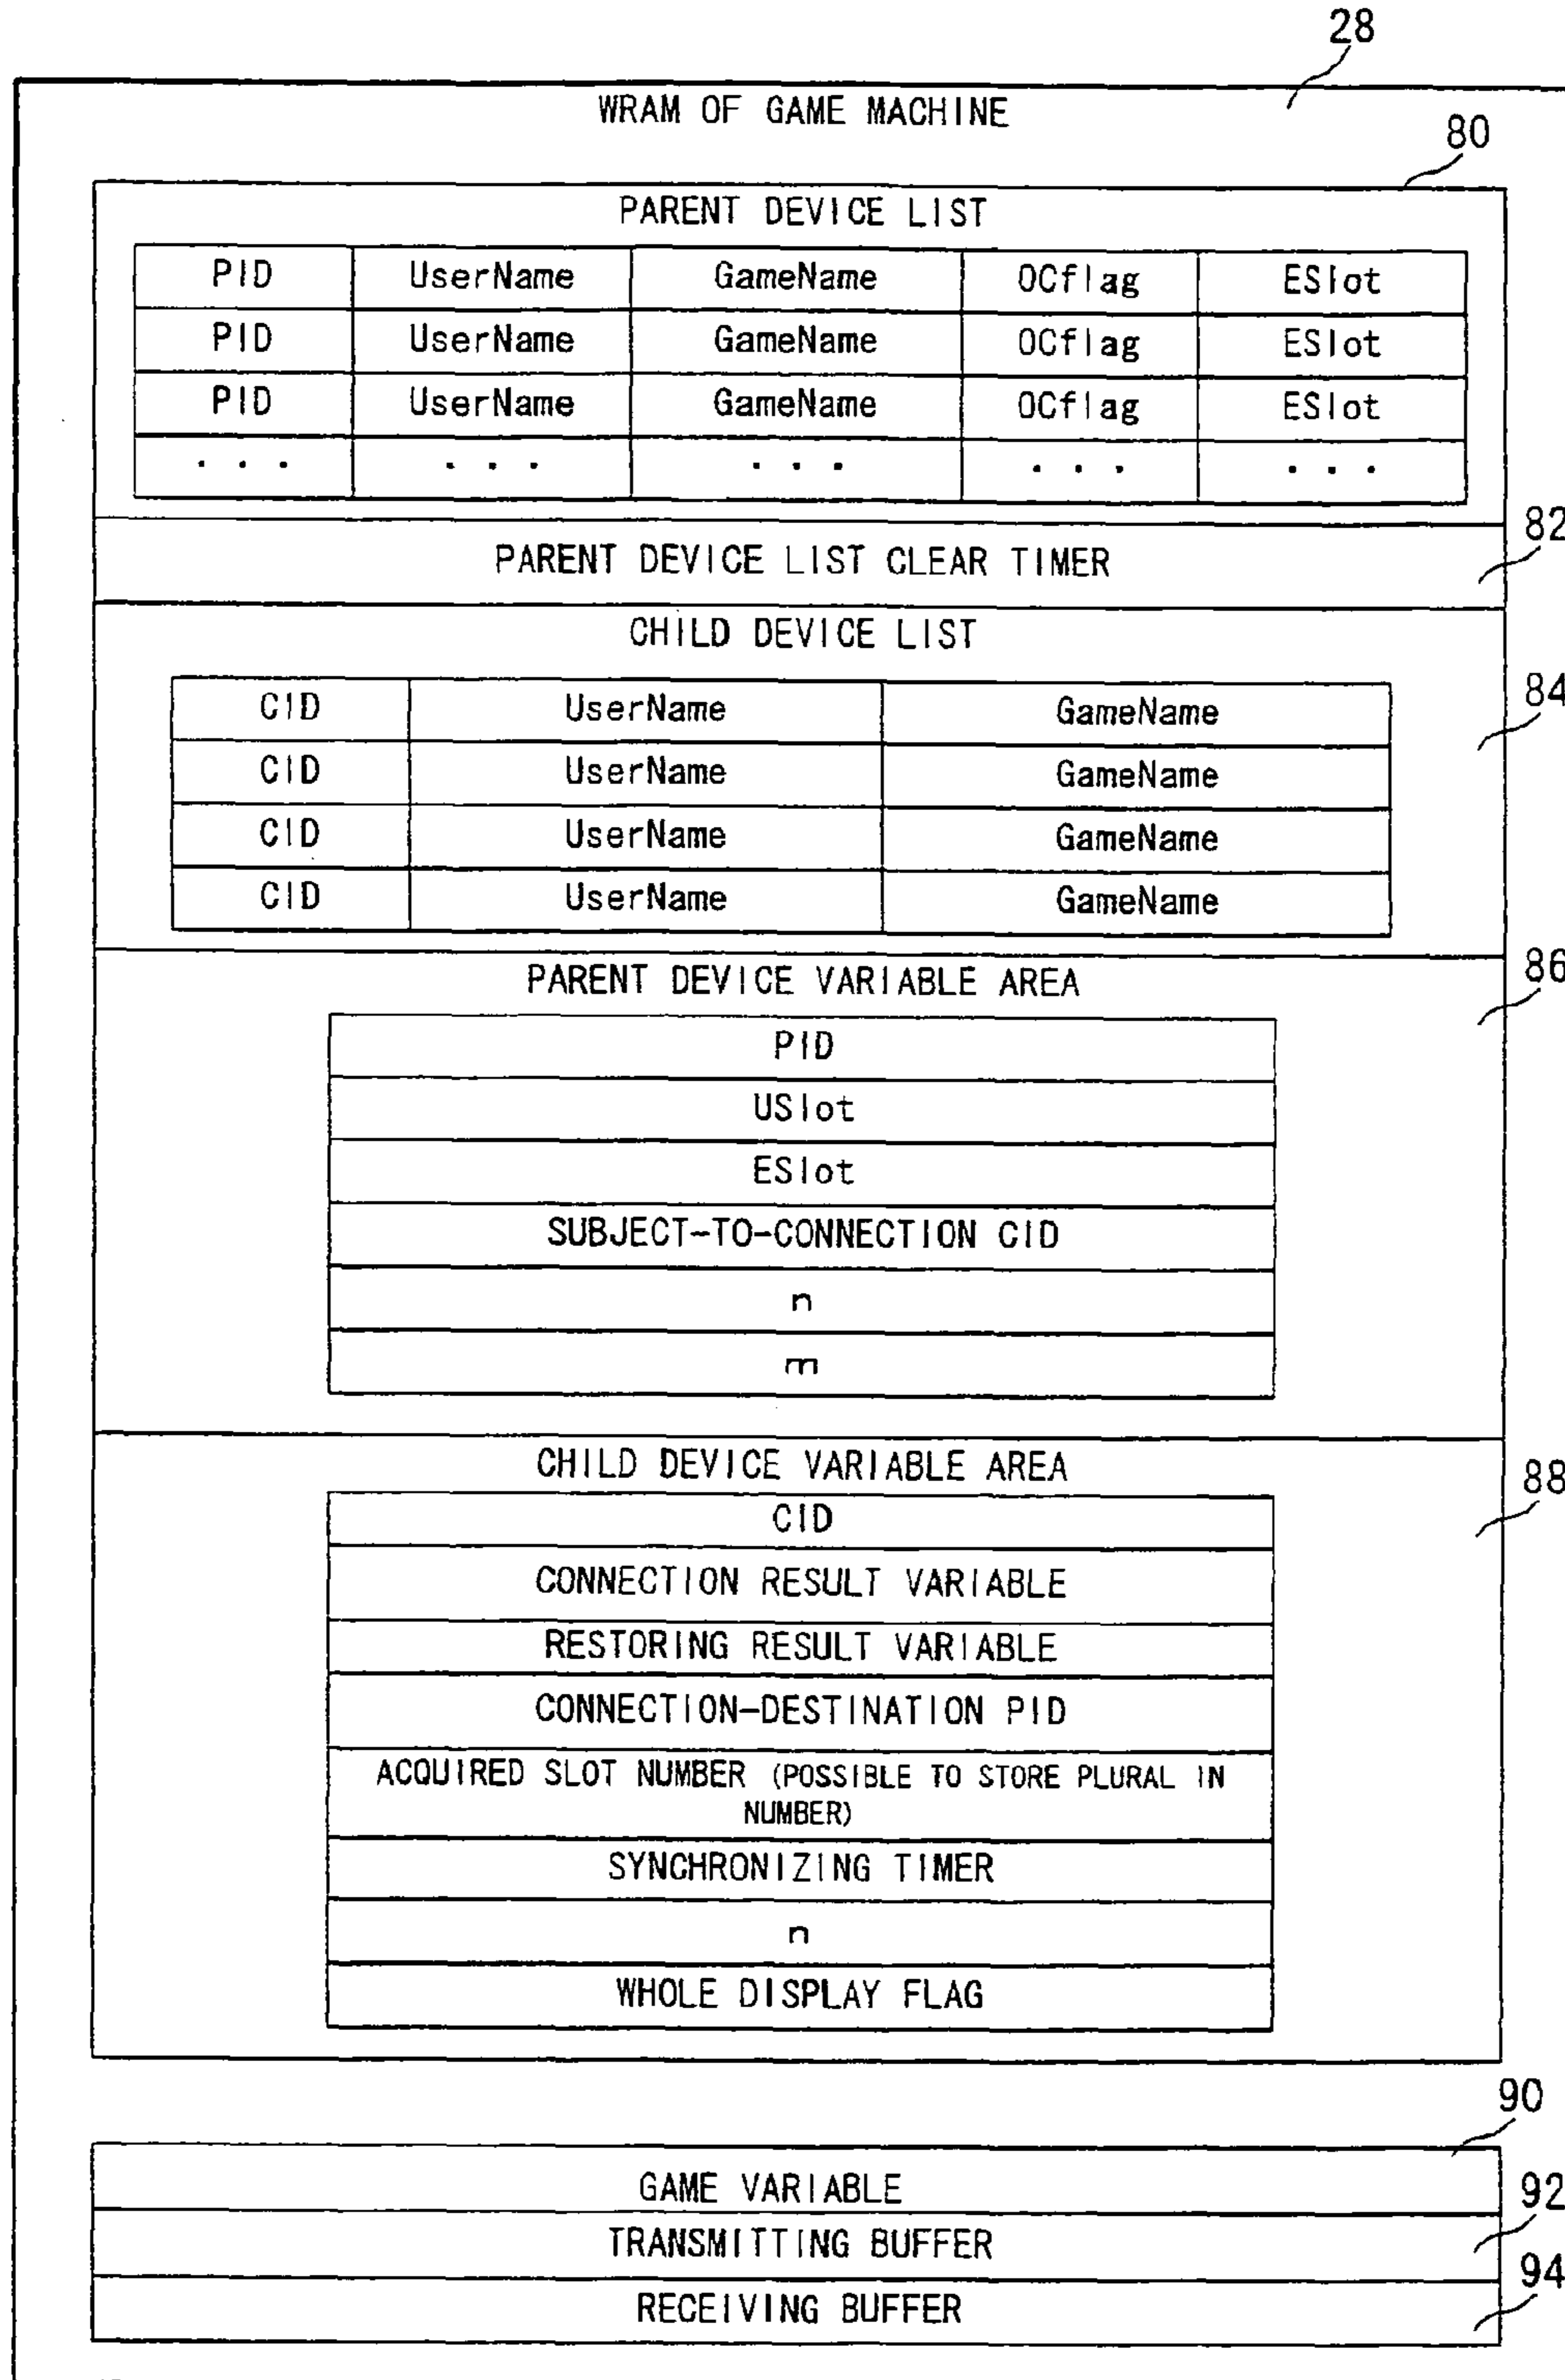 28
WRAM OF GAME MACHINE
80
PARENT DEVICE LIST
PID UserName GameName OCflag ESlot
PID UserName GameName OCflag ESlot
PID UserName GameName OCflag ESlot
... ... ... ... ...
82
PARENT DEVICE LIST CLEAR TIMER
CHILD DEVICE LIST
84
CID UserName GameName
CID UserName GameName
CID UserName GameName
CID UserName GameName
86
PARENT DEVICE VARIABLE AREA
PID
USlot
ESlot
SUBJECT-TO-CONNECTION CID
n
m
CHILD DEVICE VARIABLE AREA
88
CID
CONNECTION RESULT VARIABLE
RESTORING RESULT VARIABLE
CONNECTION-DESTINATION PID
ACQUIRED SLOT NUMBER (POSSIBLE TO STORE PLURAL IN
NUMBER)
SYNCHRONIZING TIMER
n
WHOLE DISPLAY FLAG
90
GAME VARIABLE
92
TRANSMITTING BUFFER
94
RECEIVING BUFFER